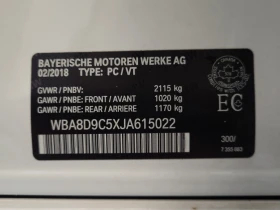 BAYERISCHE MOTOREN WERKE AG
02/2018 TYPE: PC / VT
GVWR / PNBV: 2115 kg
GAWR / PNBE: FRONT / AVANT 1020 kg
GAWR / PNBE: REAR / ARRIERE 1170 kg
EC
WBA8D9C5XJA615022
300/